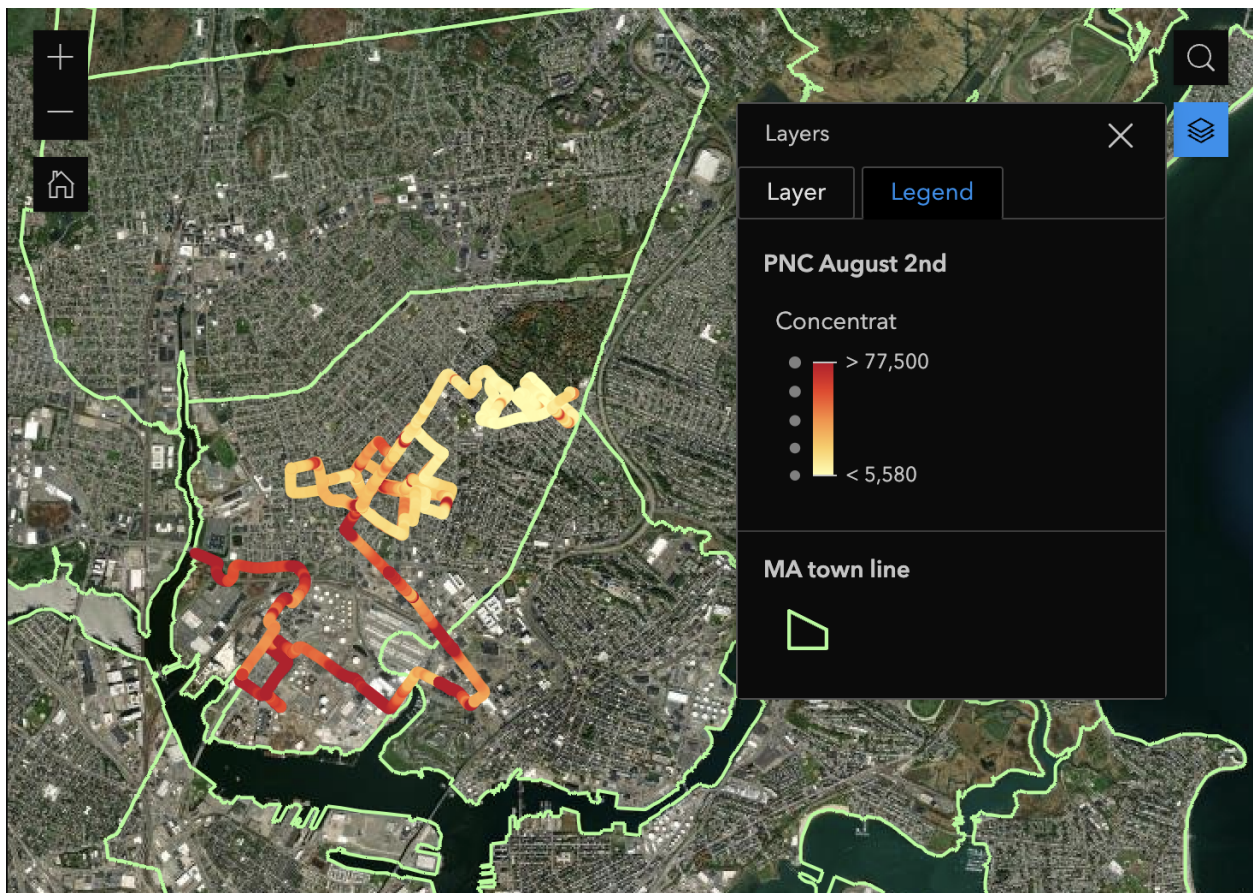 Layers
Layer
Legend
PNC August 2nd
Concentrat
> 77,500
< 5,580
MA town line